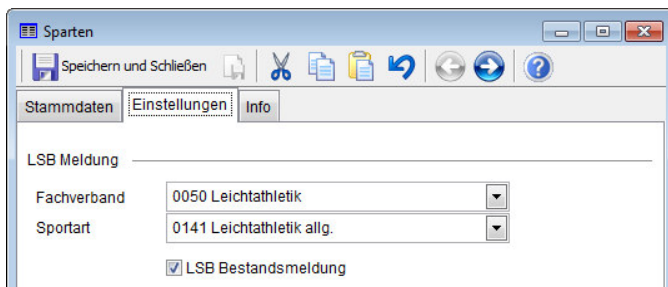 Sparten
Speichern und Schließen
Stammdaten Einstellungen Info
LSB Meldung
Fachverband 0050 Leichtathletik
Sportart 0141 Leichtathletik allg.
LSB Bestandsmeldung